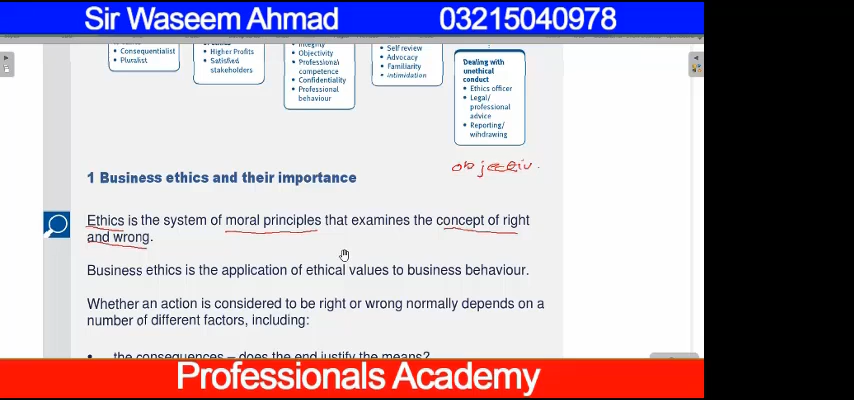 Sir Waseem Ahmad 03215040978
Consequentialist
Pluralist
Higher Profits
Satisfied
stakeholders
Integrity
Objectivity
Professional
competence
Confidentiality
Professional
behaviour
Self review
Advocacy
Familiarity
intimidation
Dealing with
unethical
conduct
Ethics officer
Legal/
professional
advice
Reporting/
wihdrawing
1 Business ethics and their importance
Ethics is the system of moral principles that examines the concept of right
and wrong.
Business ethics is the application of ethical values to business behaviour.
Whether an action is considered to be right or wrong normally depends on a
number of different factors, including:
• the consequences – does the end justify the means?
Professionals Academy